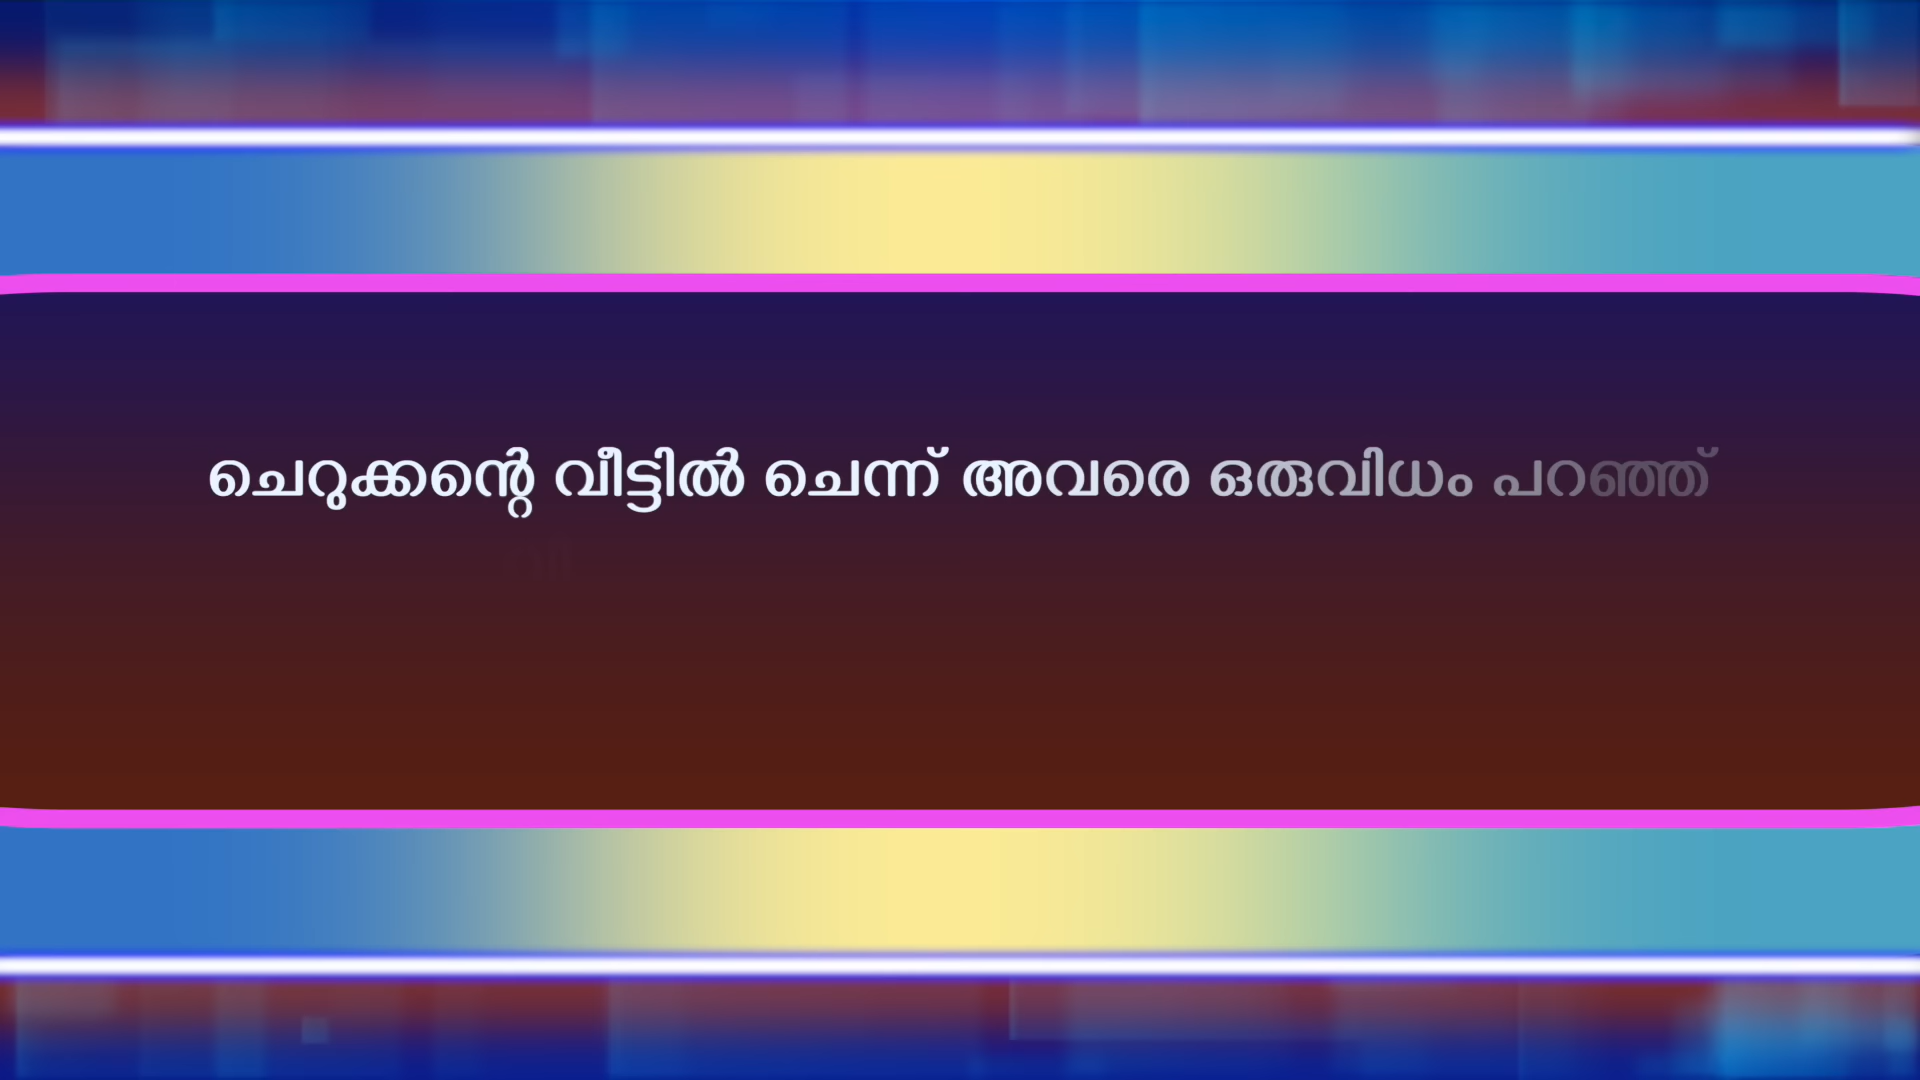 ചെറുക്കന്റെ വീട്ടിൽ ചെന്ന് അവരെ ഒരുവിധം പറഞ്ഞ്